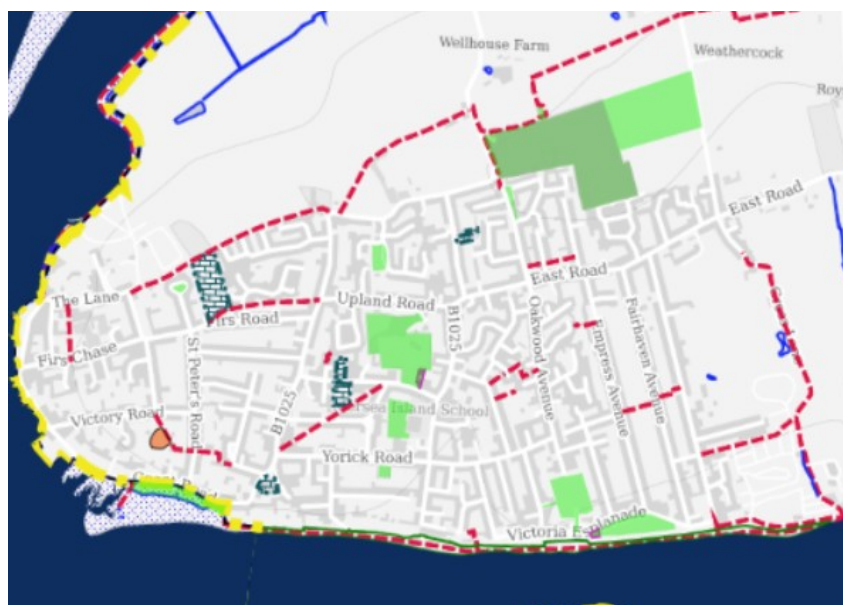 Wellhouse Farm
Weathercock
East Road
East Road
The Lane
Upland Road
Firs Road
B1025
Oakwood Avenue
Empress Avenue
Fairhaven Avenue
Firs Chase
St Peter's Road
B1025
Victory Road
Island School
Yorick Road
Victoria Esplanade